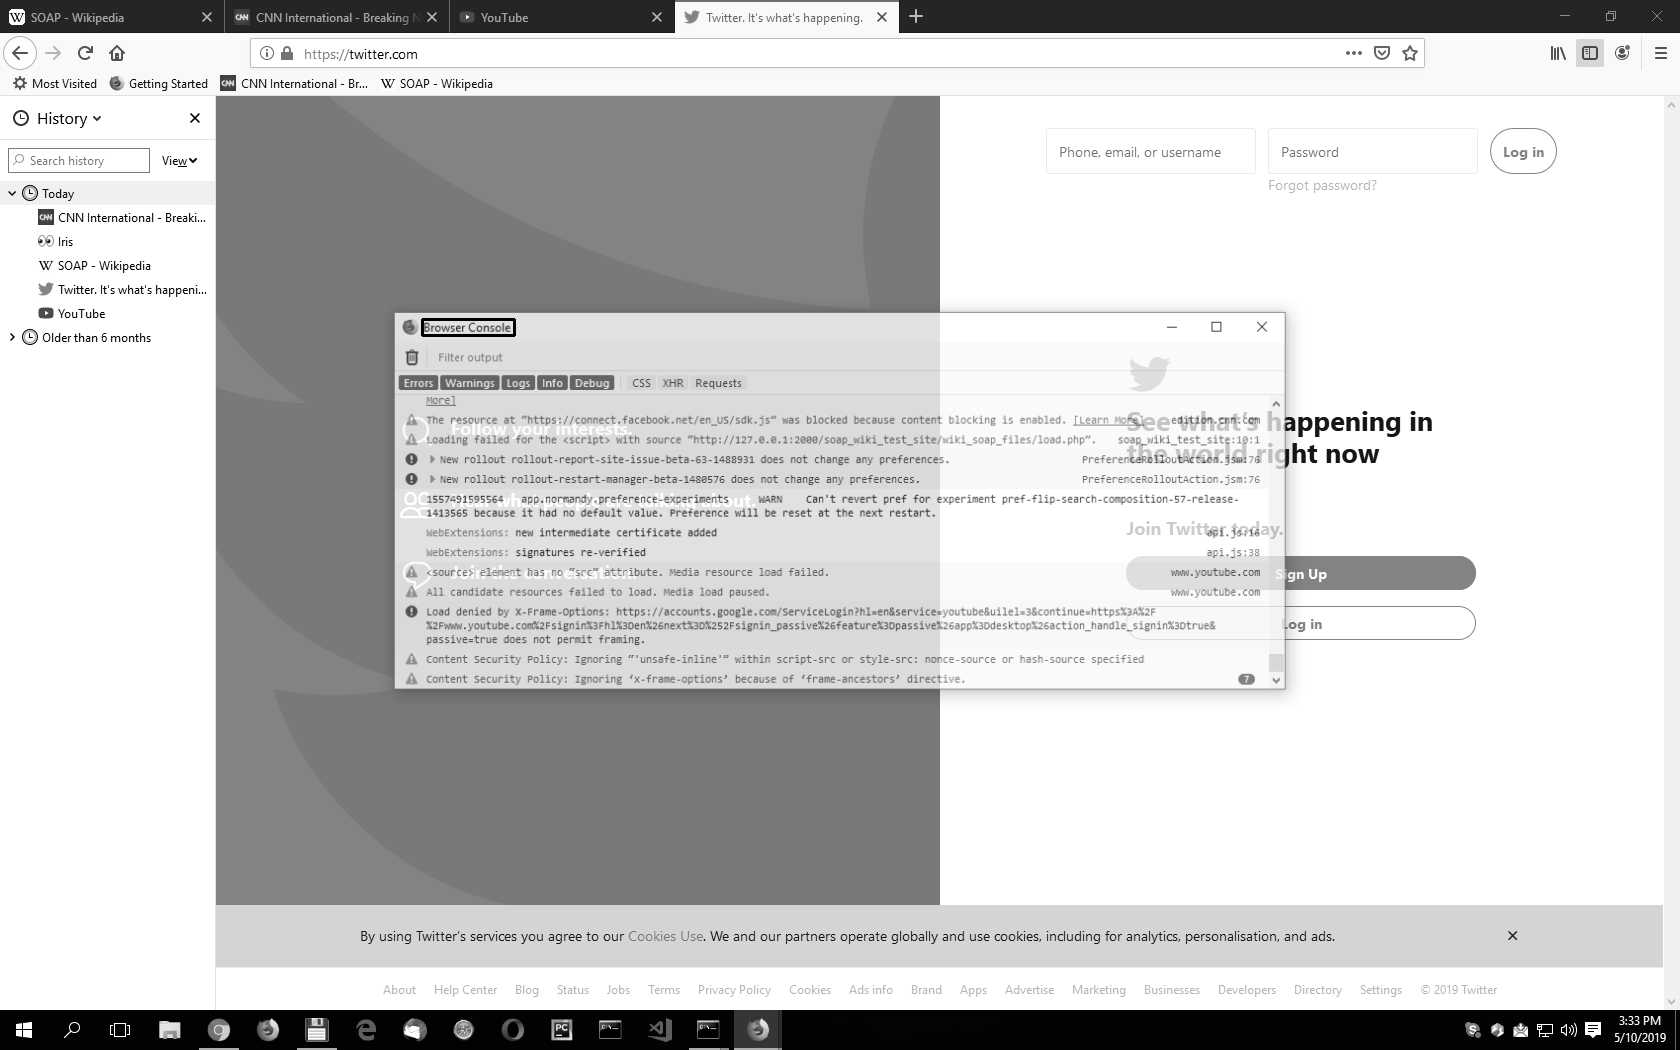 SOAP - Wikipedia
CNN International - Breaking N
YouTube
Twitter. It's what's happening.
https://twitter.com
Most Visited
Getting Started
CNN International - Br...
SOAP - Wikipedia
History
Search history
View
Today
CNN International - Breaki...
Iris
SOAP - Wikipedia
Twitter. It's what's happeni...
YouTube
Older than 6 months
Phone, email, or username
Password
Log in
Forgot password?
Browser Console
Filter output
Errors Warnings Logs Info Debug CSS XHR Requests
More]
The resource at "https://connect.facebook.net/en_US/sdk.js" was blocked because content blocking is enabled. [Learn More] edition.cnn.com
Loading failed for the <script> with source "http://127.0.0.1:2000/soap_wiki_test_site/wiki_soap_files/load.php". soap_wiki_test_site:10:1
New rollout rollout-report-site-issue-beta-63-1488931 does not change any preferences. PreferenceRolloutAction.jsm:76
New rollout rollout-restart-manager-beta-1480576 does not change any preferences. PreferenceRolloutAction.jsm:76
1557491595564 app.normandy.preference-experiments WARN Can't revert pref for experiment pref-flip-search-composition-57-release-
1413565 because it had no default value. Preference will be reset at the next restart.
WebExtensions: new intermediate certificate added api.js:16
WebExtensions: signatures re-verified api.js:38
<source> element has no "src" attribute. Media resource load failed. www.youtube.com
All candidate resources failed to load. Media load paused. www.youtube.com
Load denied by X-Frame-Options: https://accounts.google.com/ServiceLogin?hl=en&service=youtube&uilel=3&continue=https%3A%2F
%2Fwww.youtube.com%2Fsignin%3Fhl%3Den%26next%3D%252Fsignin_passive%26feature%3Dpassive%26app%3Ddesktop%26action_handle_signin%3Dtrue&
passive=true does not permit framing.
Content Security Policy: Ignoring "'unsafe-inline'" within script-src or style-src: nonce-source or hash-source specified
Content Security Policy: Ignoring 'x-frame-options' because of 'frame-ancestors' directive. 7
Follow your interests.
Hear what people are talking about.
Join the conversation.
See what's happening in
the world right now
Join Twitter today.
Sign Up
Log in
By using Twitter's services you agree to our Cookies Use. We and our partners operate globally and use cookies, including for analytics, personalisation, and ads.
About Help Center Blog Status Jobs Terms Privacy Policy Cookies Ads info Brand Apps Advertise Marketing Businesses Developers Directory Settings © 2019 Twitter
3:33 PM
5/10/2019